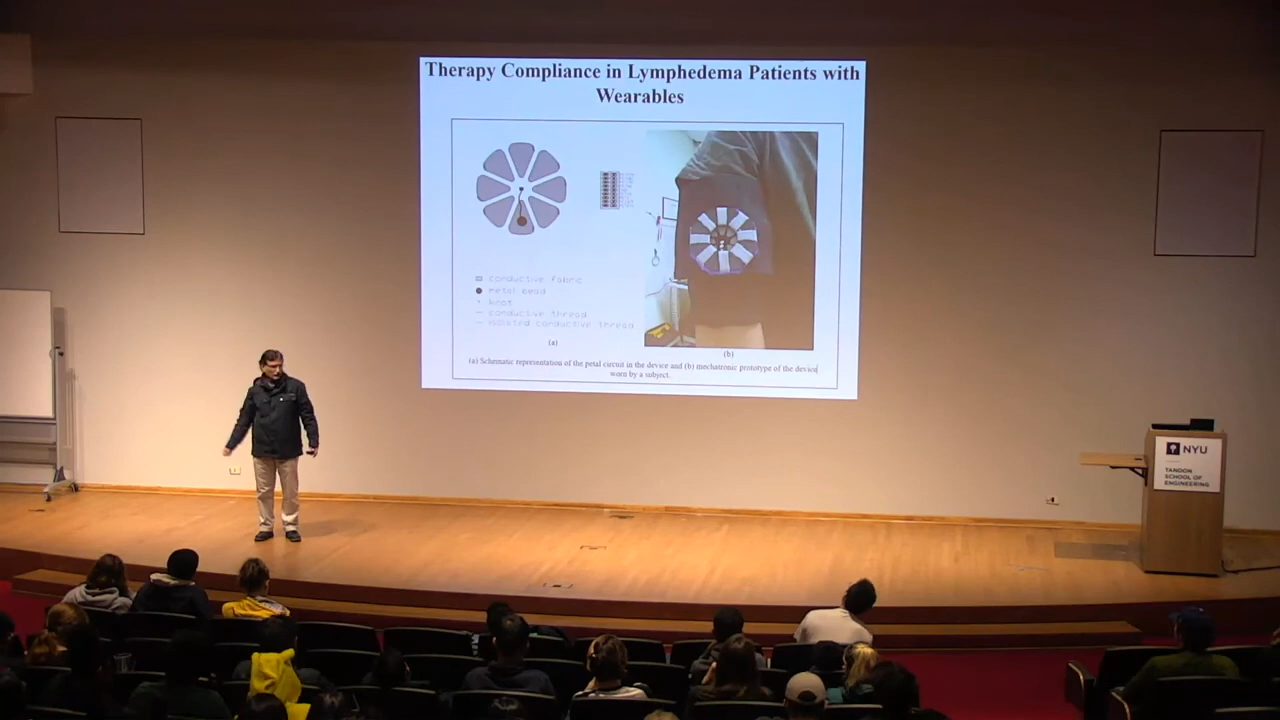 Therapy Compliance in Lymphedema Patients with
Wearables
conductive fabric
metal bead
knot
conductive thread
isolated conductive thread
(a)
(b)
(a) Schematic representation of the petal circuit in the device and (b) mechatronic prototype of the device
worn by a subject.
NYU
TANDON
SCHOOL OF
ENGINEERING